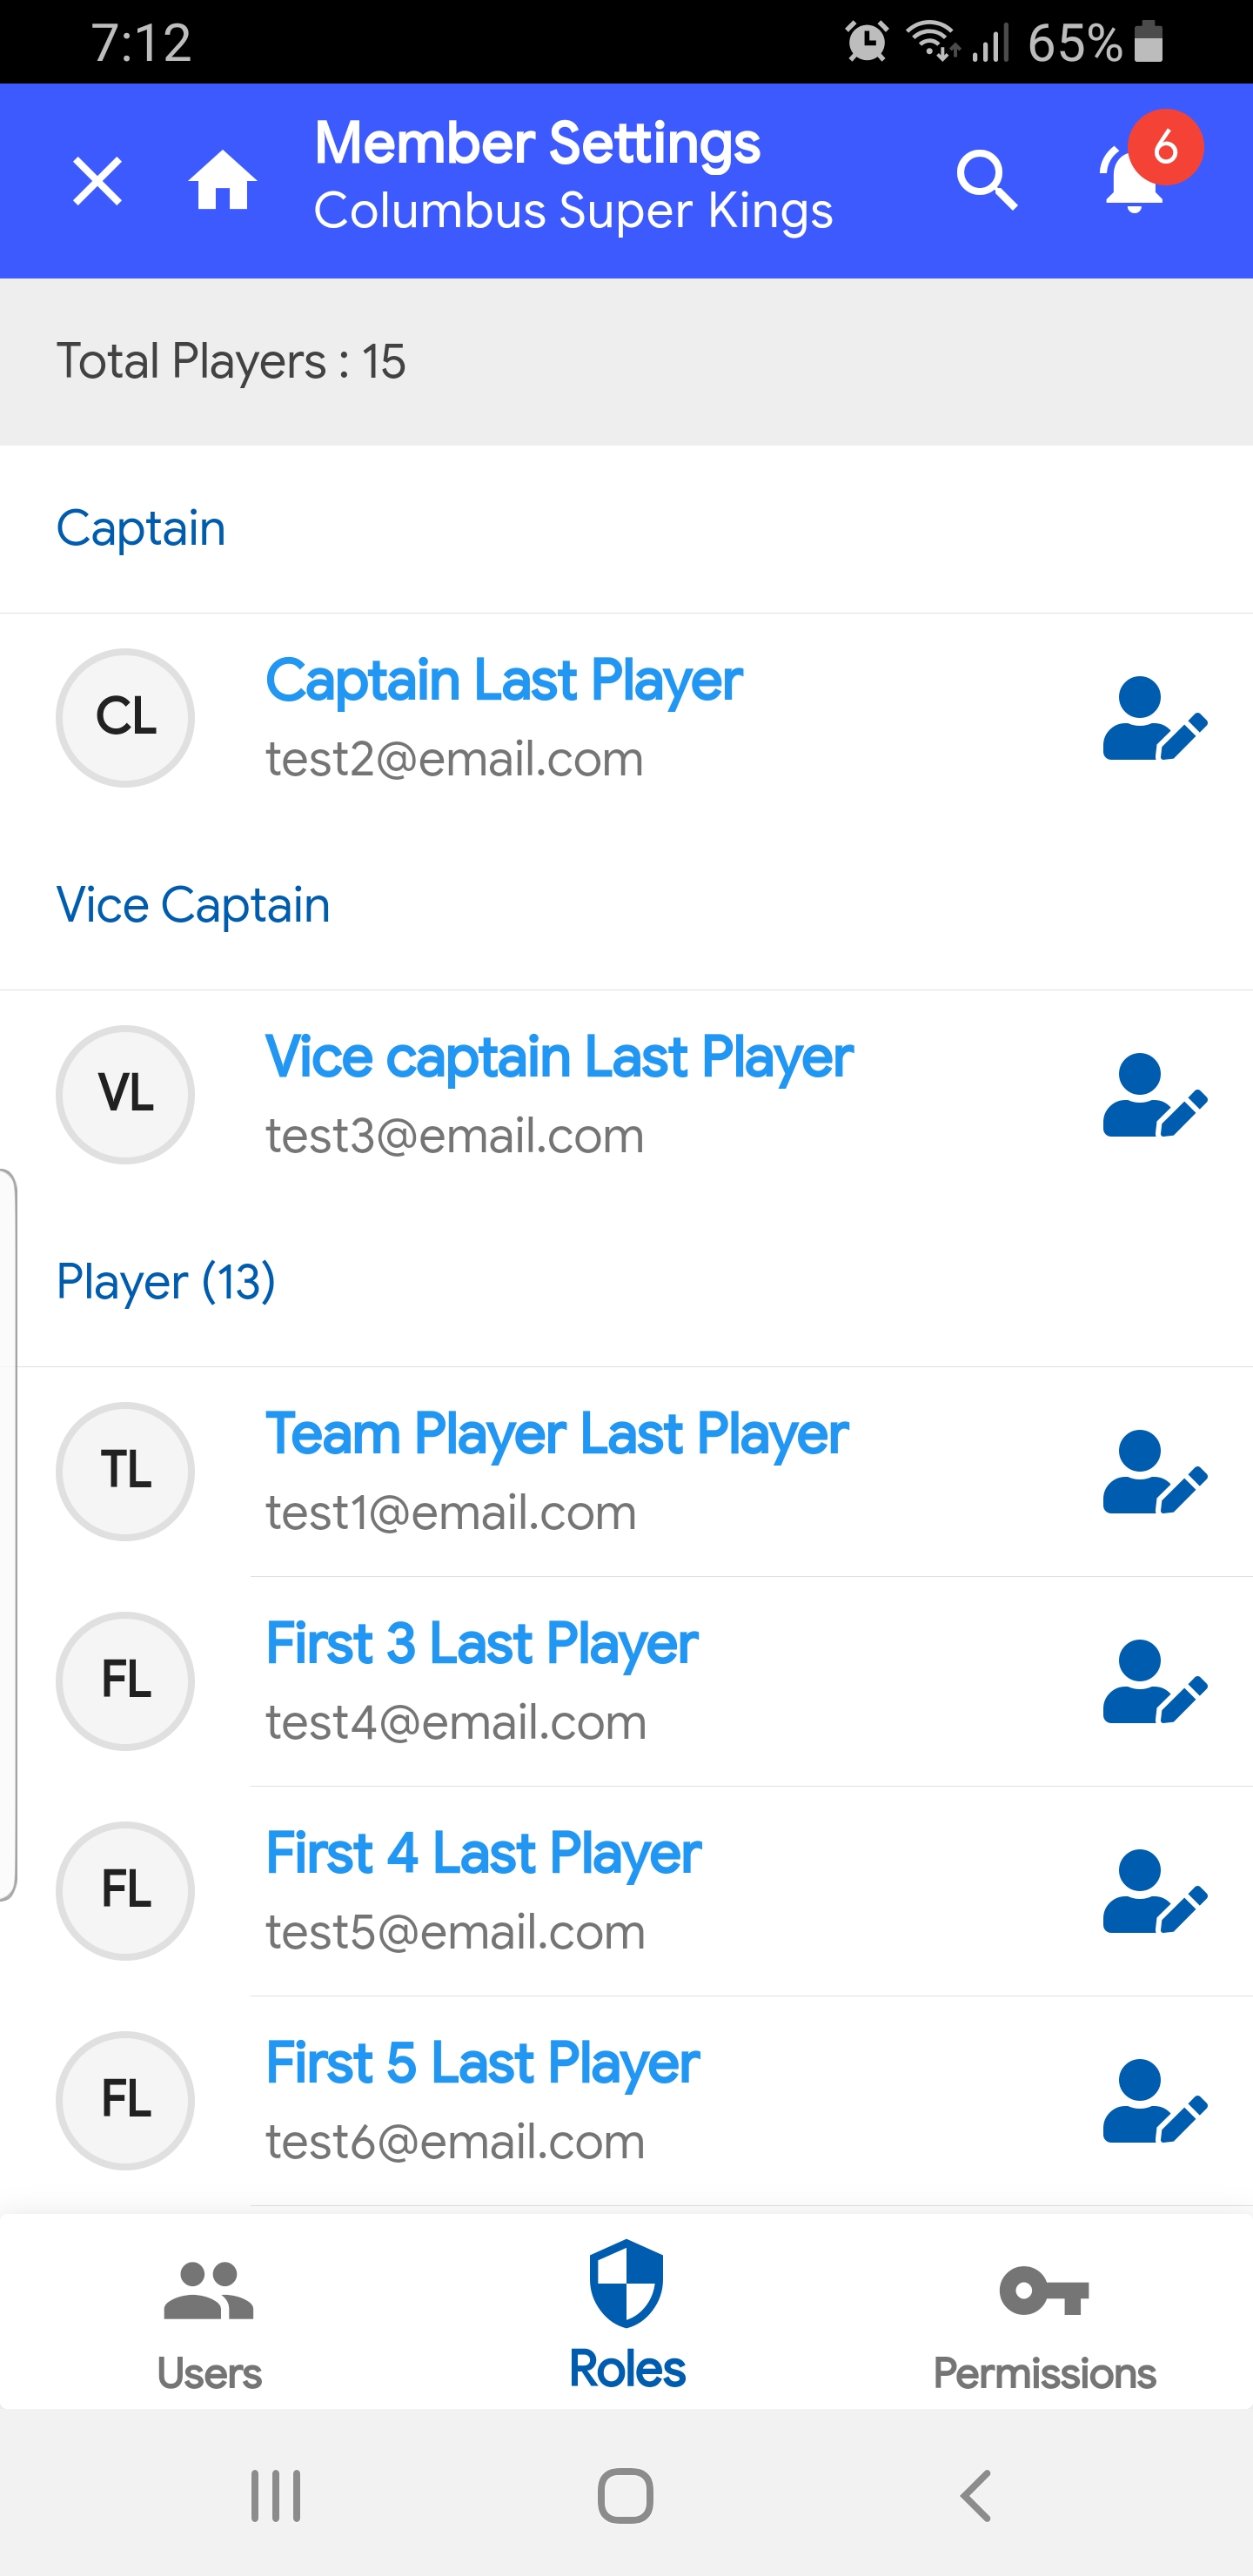 7:12 65%
Member Settings
Columbus Super Kings
6
Total Players : 15
Captain
CL
Captain Last Player
test2@email.com
Vice Captain
VL
Vice captain Last Player
test3@email.com
Player (13)
TL
Team Player Last Player
test1@email.com
FL
First 3 Last Player
test4@email.com
FL
First 4 Last Player
test5@email.com
FL
First 5 Last Player
test6@email.com
Users Roles Permissions